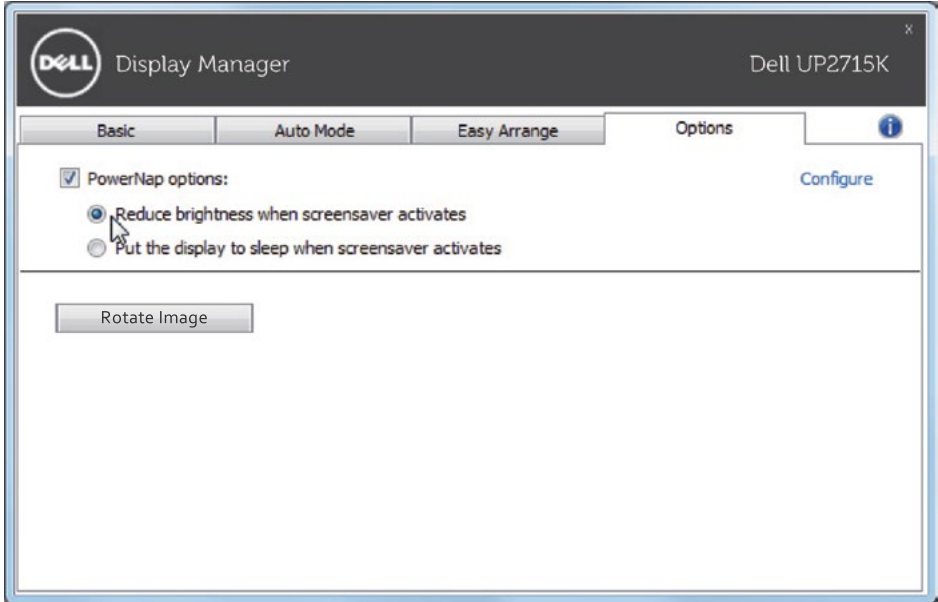 DELL
Display Manager
Dell UP2715K
x
Basic
Auto Mode
Easy Arrange
Options
i
PowerNap options:
Configure
Reduce brightness when screensaver activates
Put the display to sleep when screensaver activates
Rotate Image